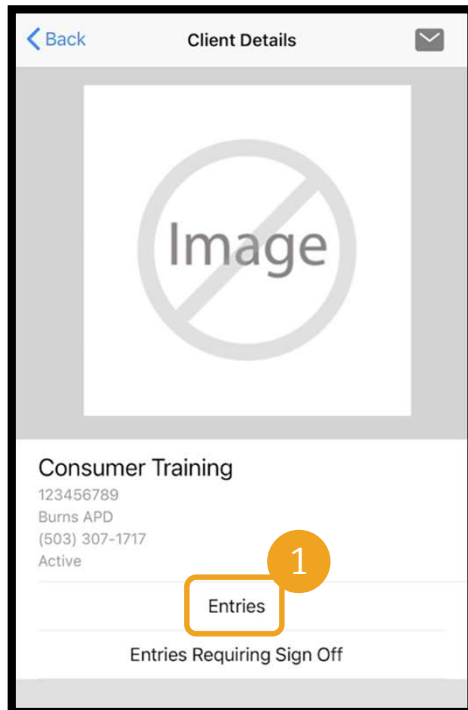 Back Client Details
Image
Consumer Training
123456789
Burns APD
(503) 307-1717
Active
1
Entries
Entries Requiring Sign Off